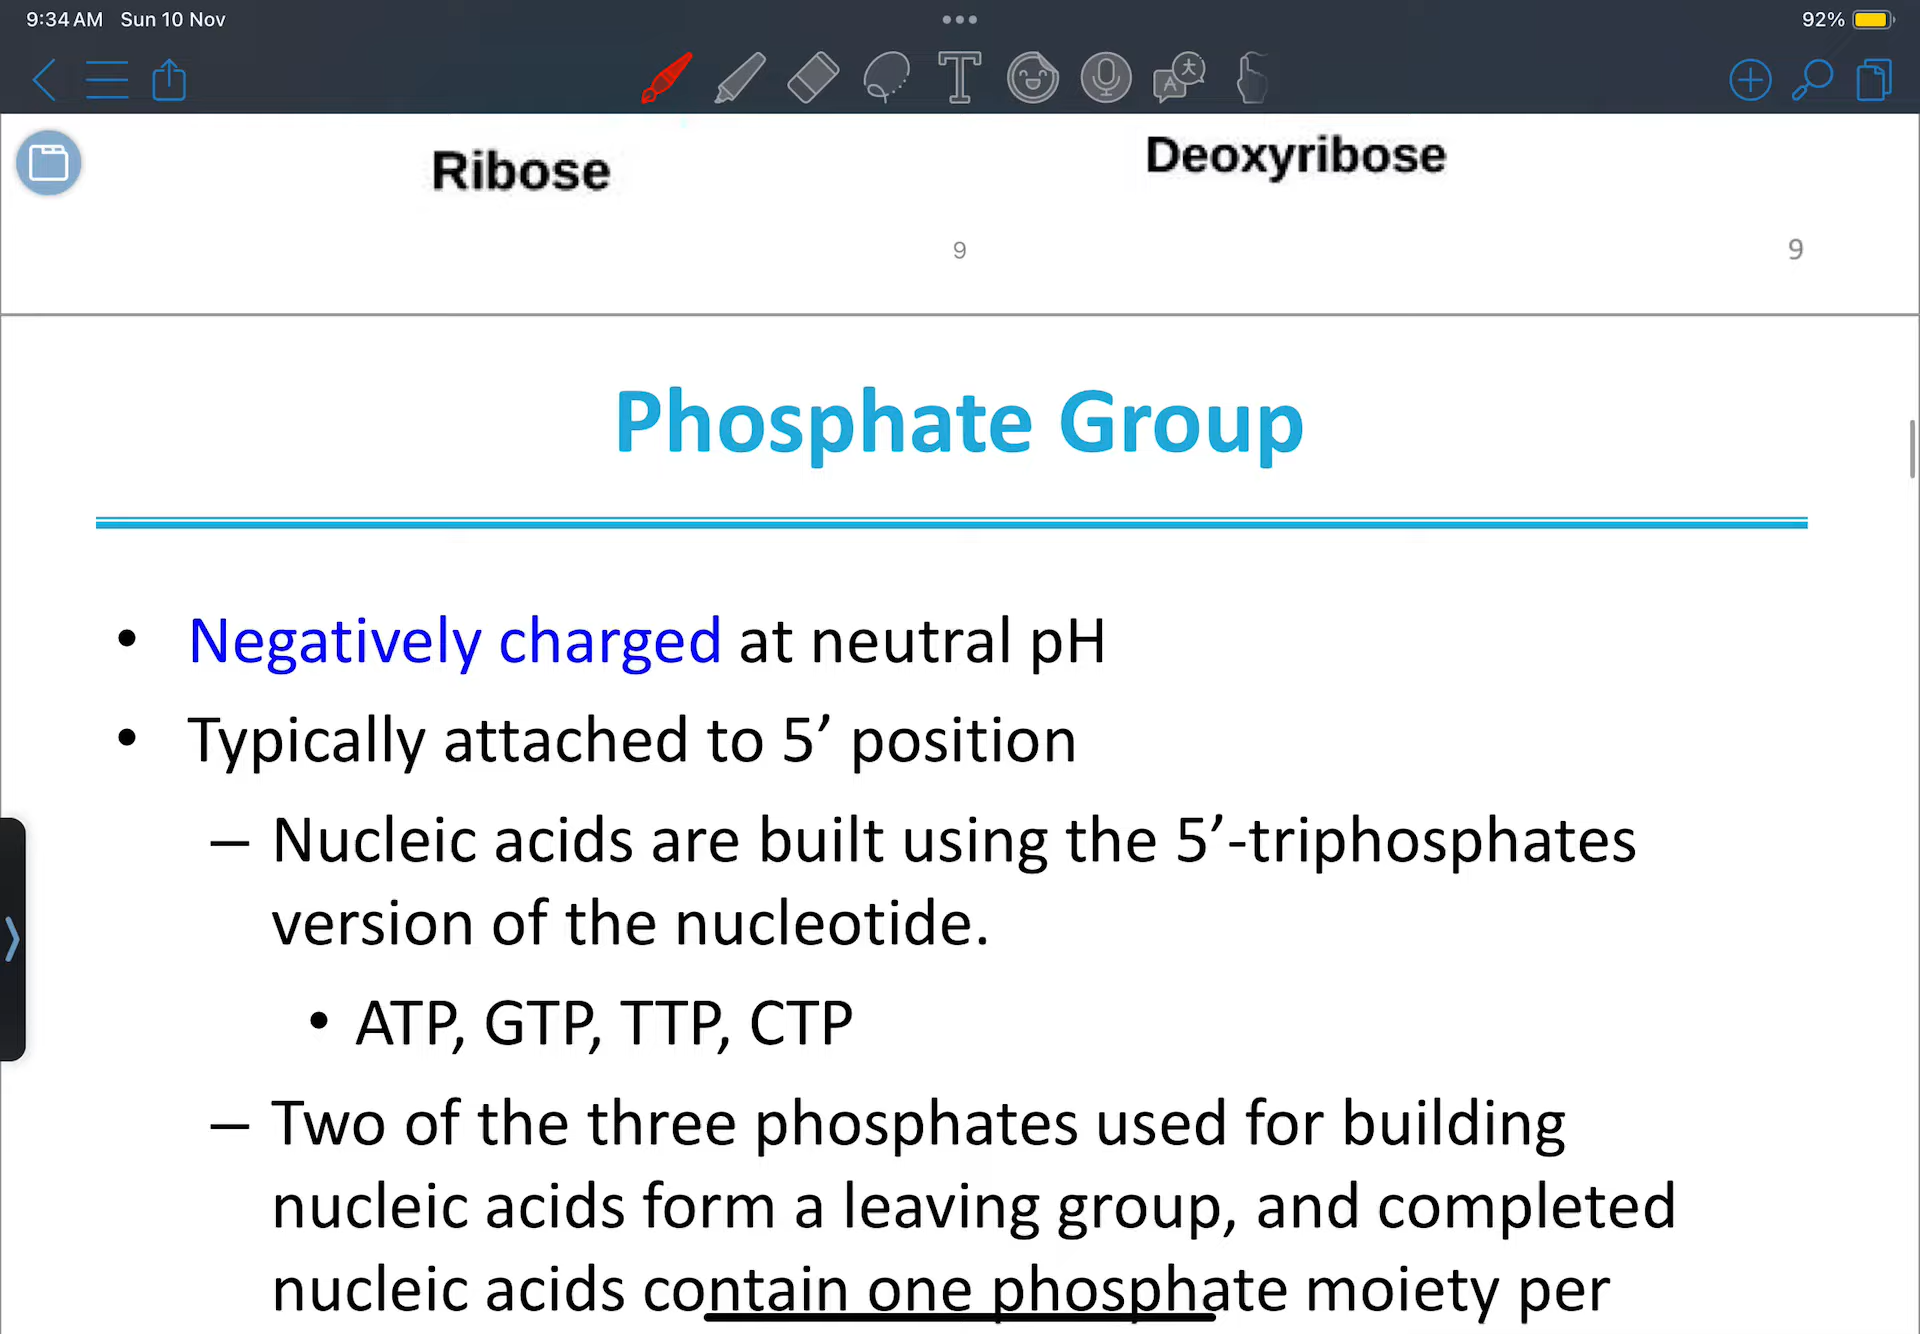 9:34 AM Sun 10 Nov
92%
Ribose
Deoxyribose
9
9
Phosphate Group
• Negatively charged at neutral pH
• Typically attached to 5’ position
– Nucleic acids are built using the 5’-triphosphates
version of the nucleotide.
• ATP, GTP, TTP, CTP
– Two of the three phosphates used for building
nucleic acids form a leaving group, and completed
nucleic acids contain one phosphate moiety per